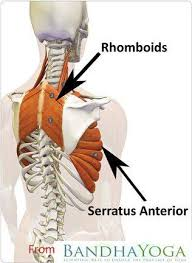 Rhomboids
Serratus Anterior
From BANDHAYOGA